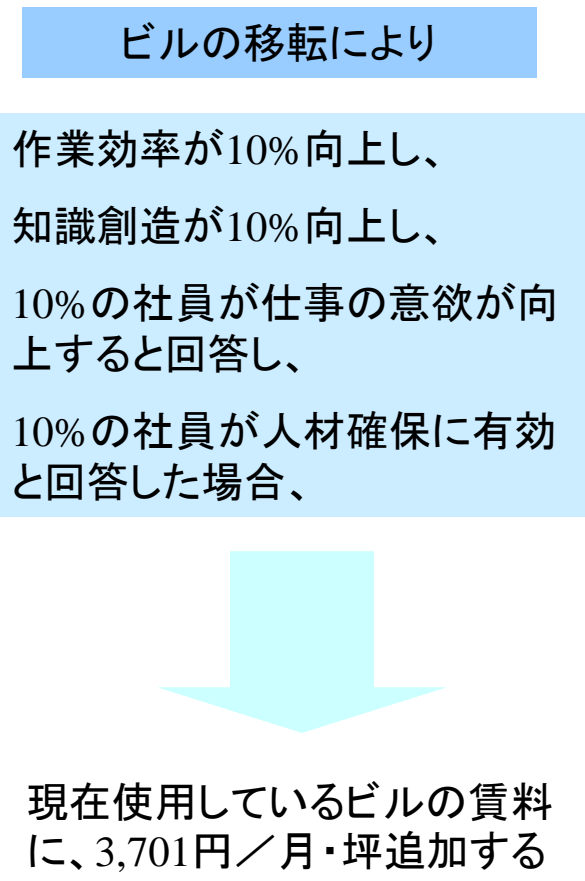 ビルの移転により
作業効率が10%向上し、
知識創造が10%向上し、
10%の社員が仕事の意欲が向
上すると回答し、
10%の社員が人材確保に有効
と回答した場合、
現在使用しているビルの賃料
に、3,701円／月・坪追加する